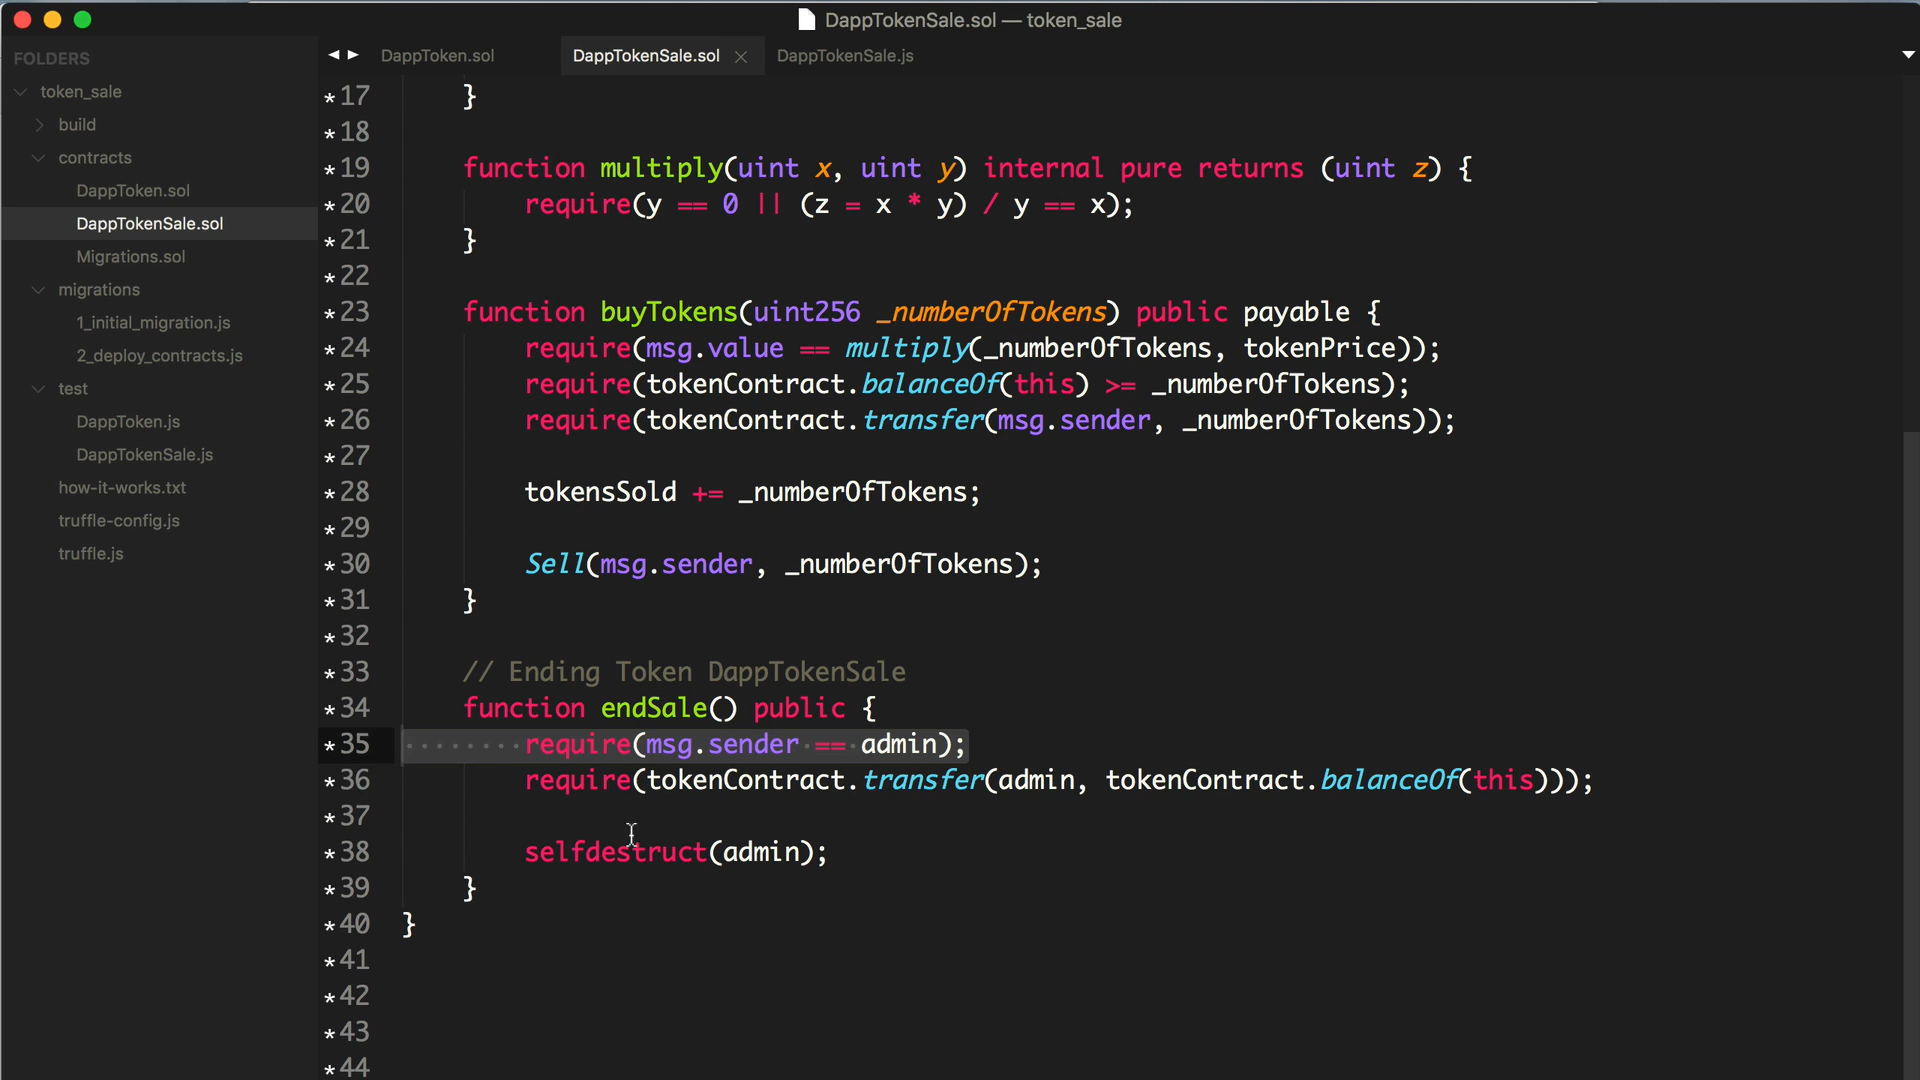 DappTokenSale.sol — token_sale
FOLDERS
token_sale
build
contracts
DappToken.sol
DappTokenSale.sol
Migrations.sol
migrations
1_initial_migration.js
2_deploy_contracts.js
test
DappToken.js
DappTokenSale.js
how-it-works.txt
truffle-config.js
truffle.js
DappToken.sol DappTokenSale.sol DappTokenSale.js
*17 }
*18
*19 function multiply(uint x, uint y) internal pure returns (uint z) {
*20 require(y == 0 || (z = x * y) / y == x);
*21 }
*22
*23 function buyTokens(uint256 _numberOfTokens) public payable {
*24 require(msg.value == multiply(_numberOfTokens, tokenPrice));
*25 require(tokenContract.balanceOf(this) >= _numberOfTokens);
*26 require(tokenContract.transfer(msg.sender, _numberOfTokens));
*27
*28 tokensSold += _numberOfTokens;
*29
*30 Sell(msg.sender, _numberOfTokens);
*31 }
*32
*33 // Ending Token DappTokenSale
*34 function endSale() public {
*35 require(msg.sender == admin);
*36 require(tokenContract.transfer(admin, tokenContract.balanceOf(this)));
*37
*38 selfdestruct(admin);
*39 }
*40 }
*41
*42
*43
*44